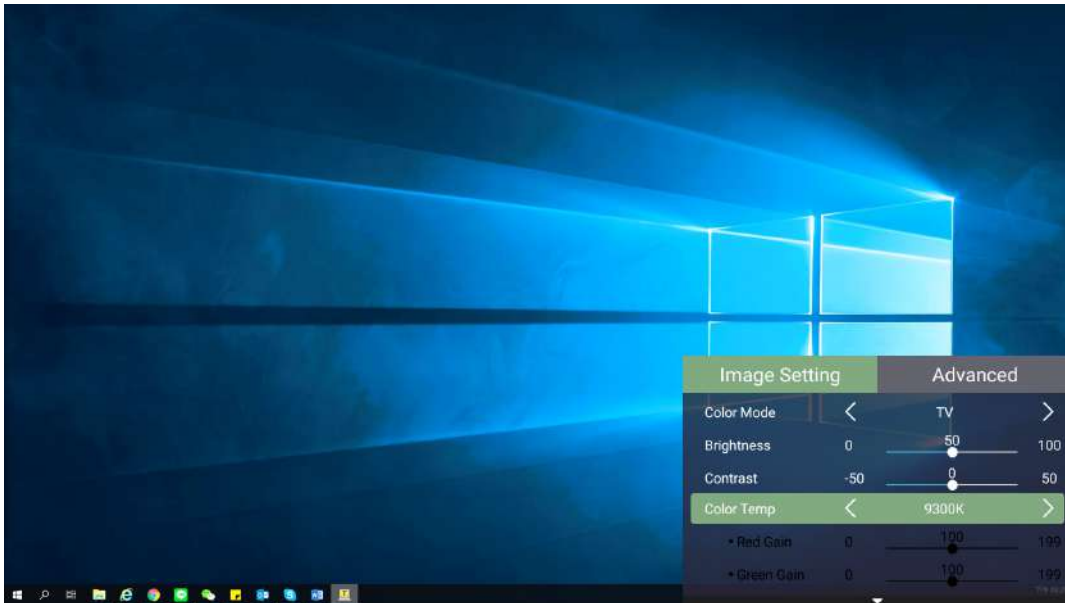 Image Setting Advanced
Color Mode TV
Brightness 0 50 100
Contrast -50 0 50
Color Temp 9300K
• Red Gain 0 100 199
• Green Gain 0 100 199